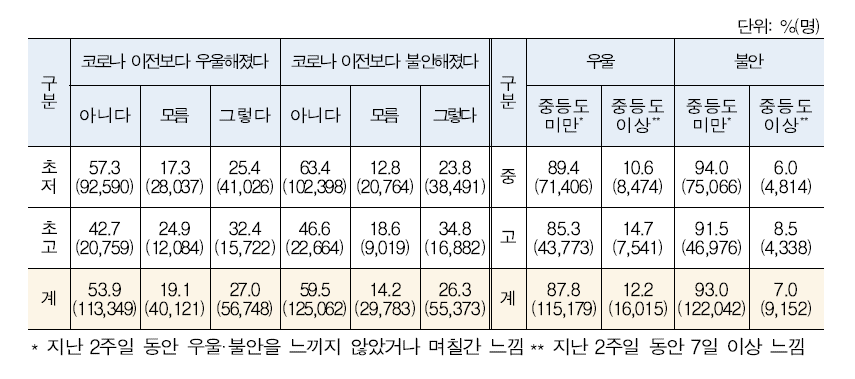 단위: %(명)
구분 코로나 이전보다 우울해졌다 코로나 이전보다 불안해졌다 구분 우울 불안
아니다 모름 그렇다 아니다 모름 그렇다 중등도 미만* 중등도 이상** 중등도 미만* 중등도 이상**
초저 57.3 17.3 25.4 63.4 12.8 23.8 중 89.4 10.6 94.0 6.0
(92,590) (28,037) (41,026) (102,398) (20,764) (38,491) (71,406) (8,474) (75,066) (4,814)
초고 42.7 24.9 32.4 46.6 18.6 34.8 고 85.3 14.7 91.5 8.5
(20,759) (12,084) (15,722) (22,664) (9,019) (16,882) (43,773) (7,541) (46,976) (4,338)
계 53.9 19.1 27.0 59.5 14.2 26.3 계 87.8 12.2 93.0 7.0
(113,349) (40,121) (56,748) (125,062) (29,783) (55,373) (115,179) (16,015) (122,042) (9,152)
* 지난 2주일 동안 우울·불안을 느끼지 않았거나 며칠간 느낌 ** 지난 2주일 동안 7일 이상 느낌